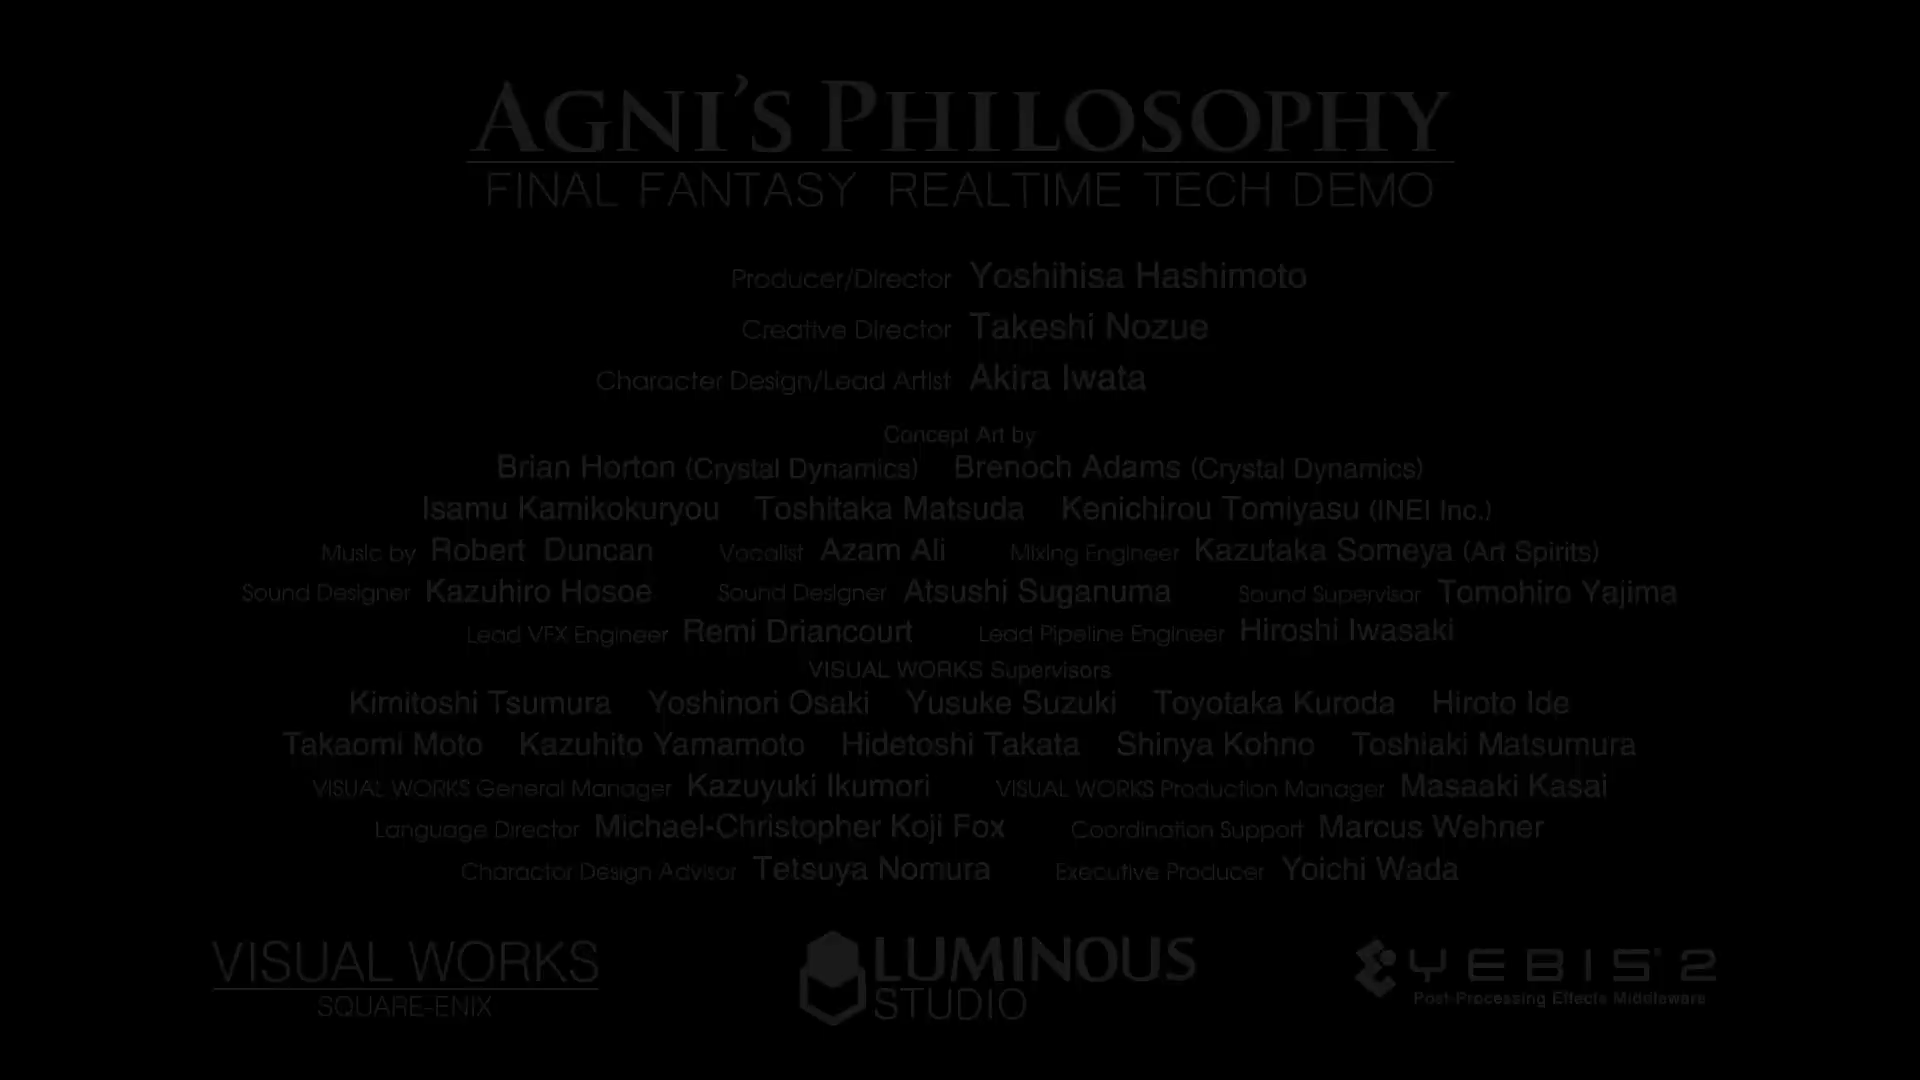 AGNI'S PHILOSOPHY
FINAL FANTASY REALTIME TECH DEMO
Producer/Director Yoshihisa Hashimoto
Creative Director Takeshi Nozue
Character Design/Lead Artist Akira Iwata
Concept Art by
Brian Horton (Crystal Dynamics) Brenoch Adams (Crystal Dynamics)
Isamu Kamikokuryou Toshitaka Matsuda Kenichirou Tomiyasu (INEI Inc.)
Music by Robert Duncan Vocalist Azam Ali Mixing Engineer Kazutaka Someya (Art Spirits)
Sound Designer Kazuhiro Hosoe Sound Designer Atsushi Suganuma Sound Supervisor Tomohiro Yajima
Lead VFX Engineer Remi Driancourt Lead Pipeline Engineer Hiroshi Iwasaki
VISUAL WORKS Supervisors
Kimitoshi Tsumura Yoshinori Osaki Yusuke Suzuki Toyotaka Kuroda Hiroto Ide
Takaomi Moto Kazuhito Yamamoto Hidetoshi Takata Shinya Kohno Toshiaki Matsumura
VISUAL WORKS General Manager Kazuyuki Ikumori VISUAL WORKS Production Manager Masaaki Kasai
Language Director Michael-Christopher Koji Fox Coordination Support Marcus Wehner
Charactor Design Advisor Tetsuya Nomura Executive Producer Yoichi Wada
VISUAL WORKS
SQUARE-ENIX
LUMINOUS
STUDIO
YEBIS 2
Post-Processing Effects Middleware